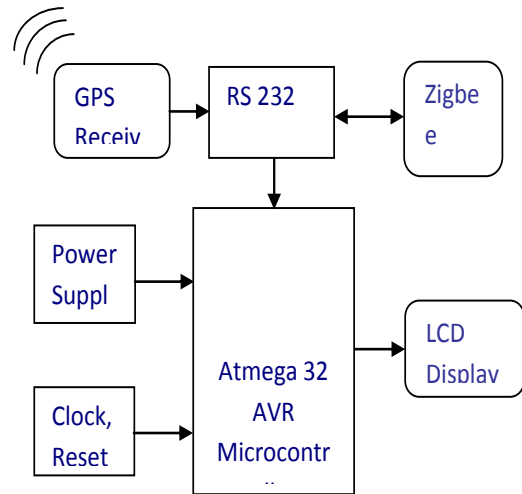 GPS
Receiv
RS 232
Zigbe
e
Power
Suppl
Clock,
Reset
Atmega 32
AVR
Microcontr
LCD
Display